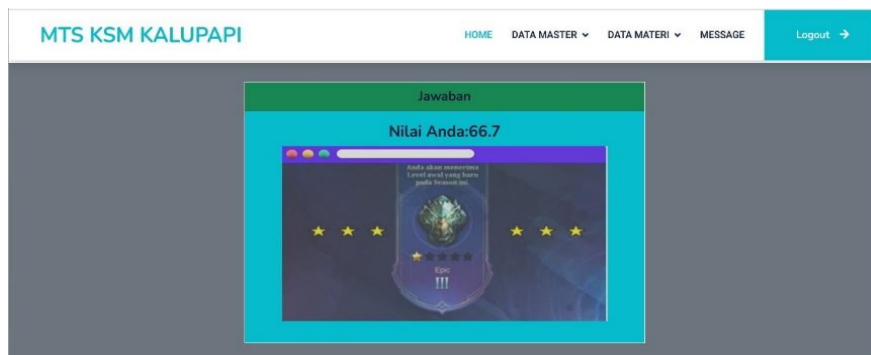 MTS KSM KALUPAPI
HOME DATA MASTER DATA MATERI MESSAGE Logout
Jawaban
Nilai Anda:66.7
Anda akan menerima
Level awal yang baru
pada Season ini.
Epic
III